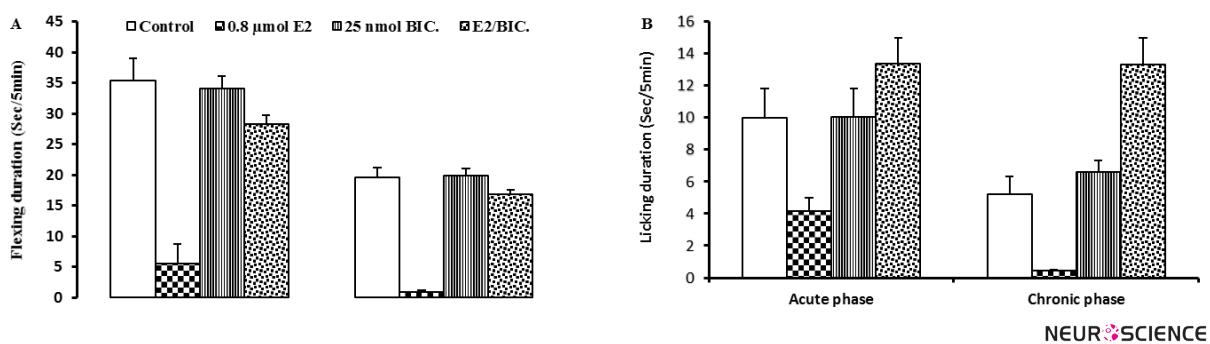 A
Control 0.8 μmol E2 25 nmol BIC. E2/BIC.
Flexing duration (Sec/5min)
45
40
35
30
25
20
15
10
5
0
B
Licking duration (Sec/5min)
16
14
12
10
8
6
4
2
0
Acute phase Chronic phase
NEUROSCIENCE